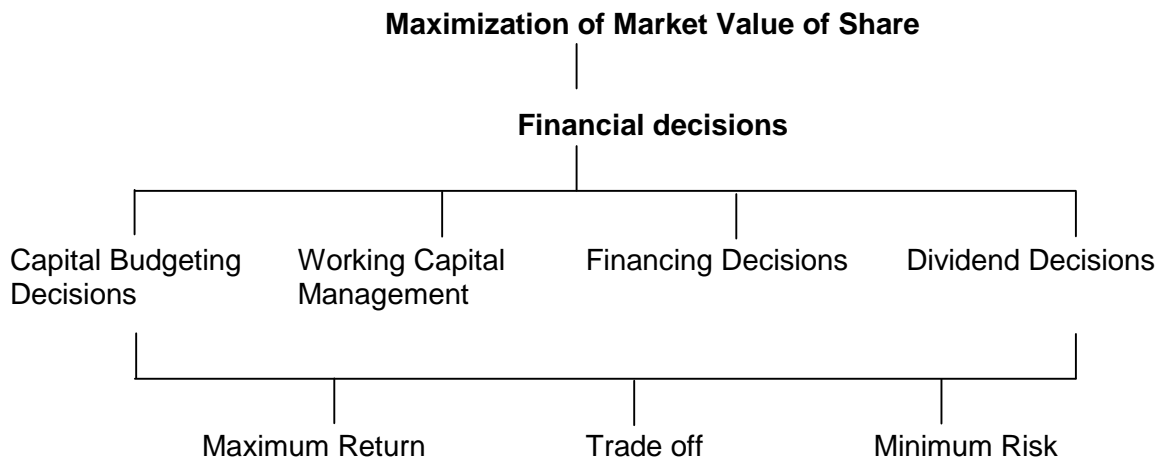 Maximization of Market Value of Share
Financial decisions
Capital Budgeting
Decisions
Working Capital
Management
Financing Decisions
Dividend Decisions
Maximum Return
Trade off
Minimum Risk